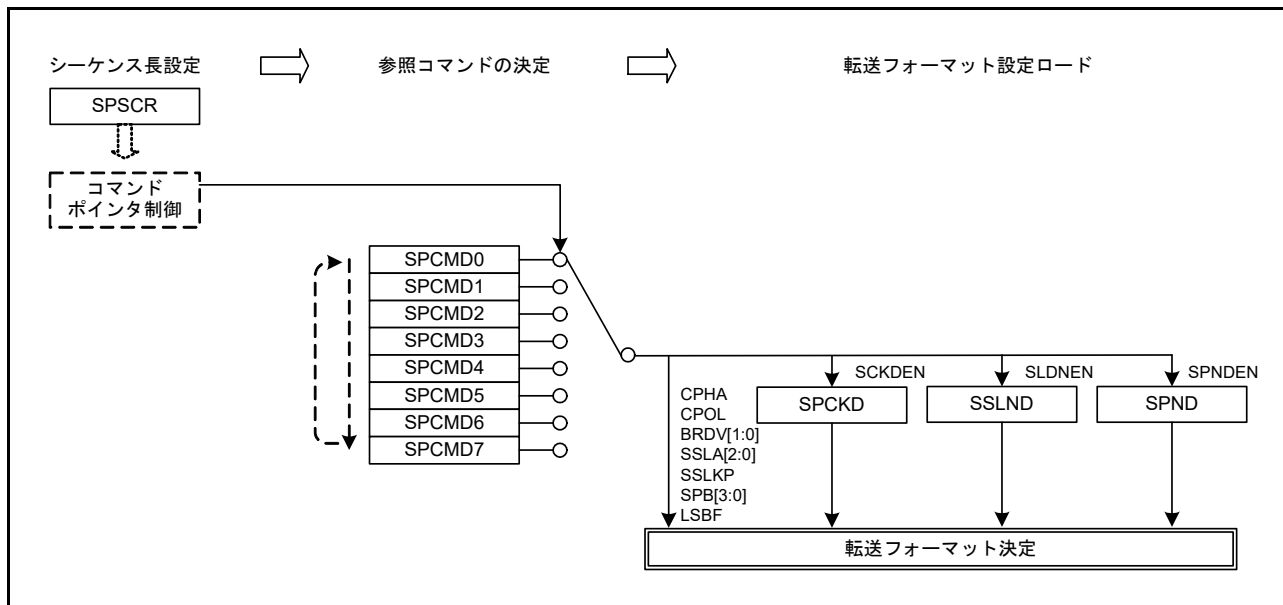 シーケンス長設定
参照コマンドの決定
転送フォーマット設定ロード
SPSCR
コマンド
ポインタ制御
SPCMD0
SPCMD1
SPCMD2
SPCMD3
SPCMD4
SPCMD5
SPCMD6
SPCMD7
CPHA
CPOL
BRDV[1:0]
SSLA[2:0]
SSLKP
SPB[3:0]
LSBF
SCKDEN
SPCKD
SLDNEN
SSLND
SPNDEN
SPND
転送フォーマット決定